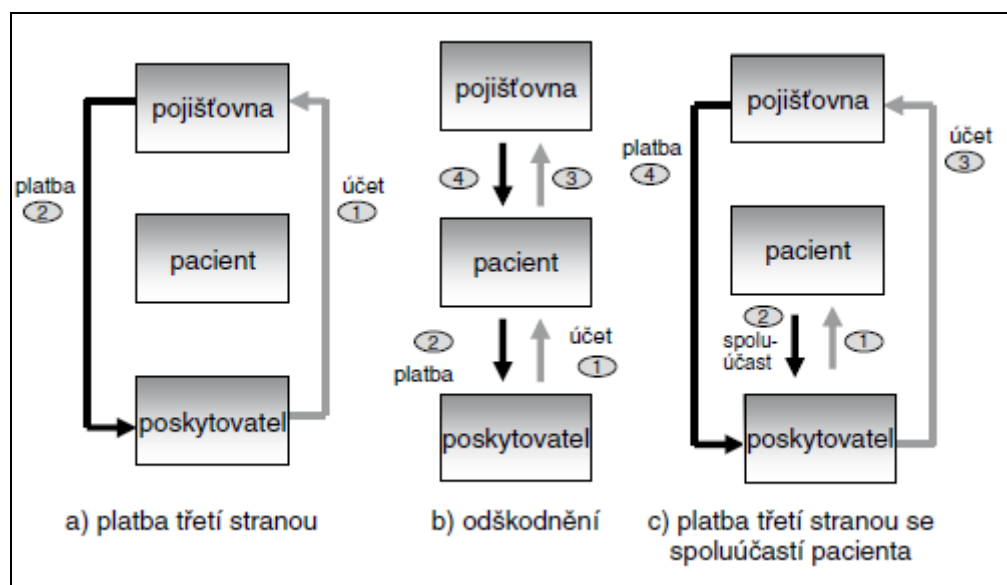 pojišťovna
platba
2
účet
1
pacient
poskytovatel
a) platba třetí stranou
pojišťovna
4
3
pacient
2
platba
účet
1
poskytovatel
b) odškodnění
pojišťovna
platba
4
účet
3
pacient
2
spolu-
účast
1
poskytovatel
c) platba třetí stranou se
spoluúčastí pacienta